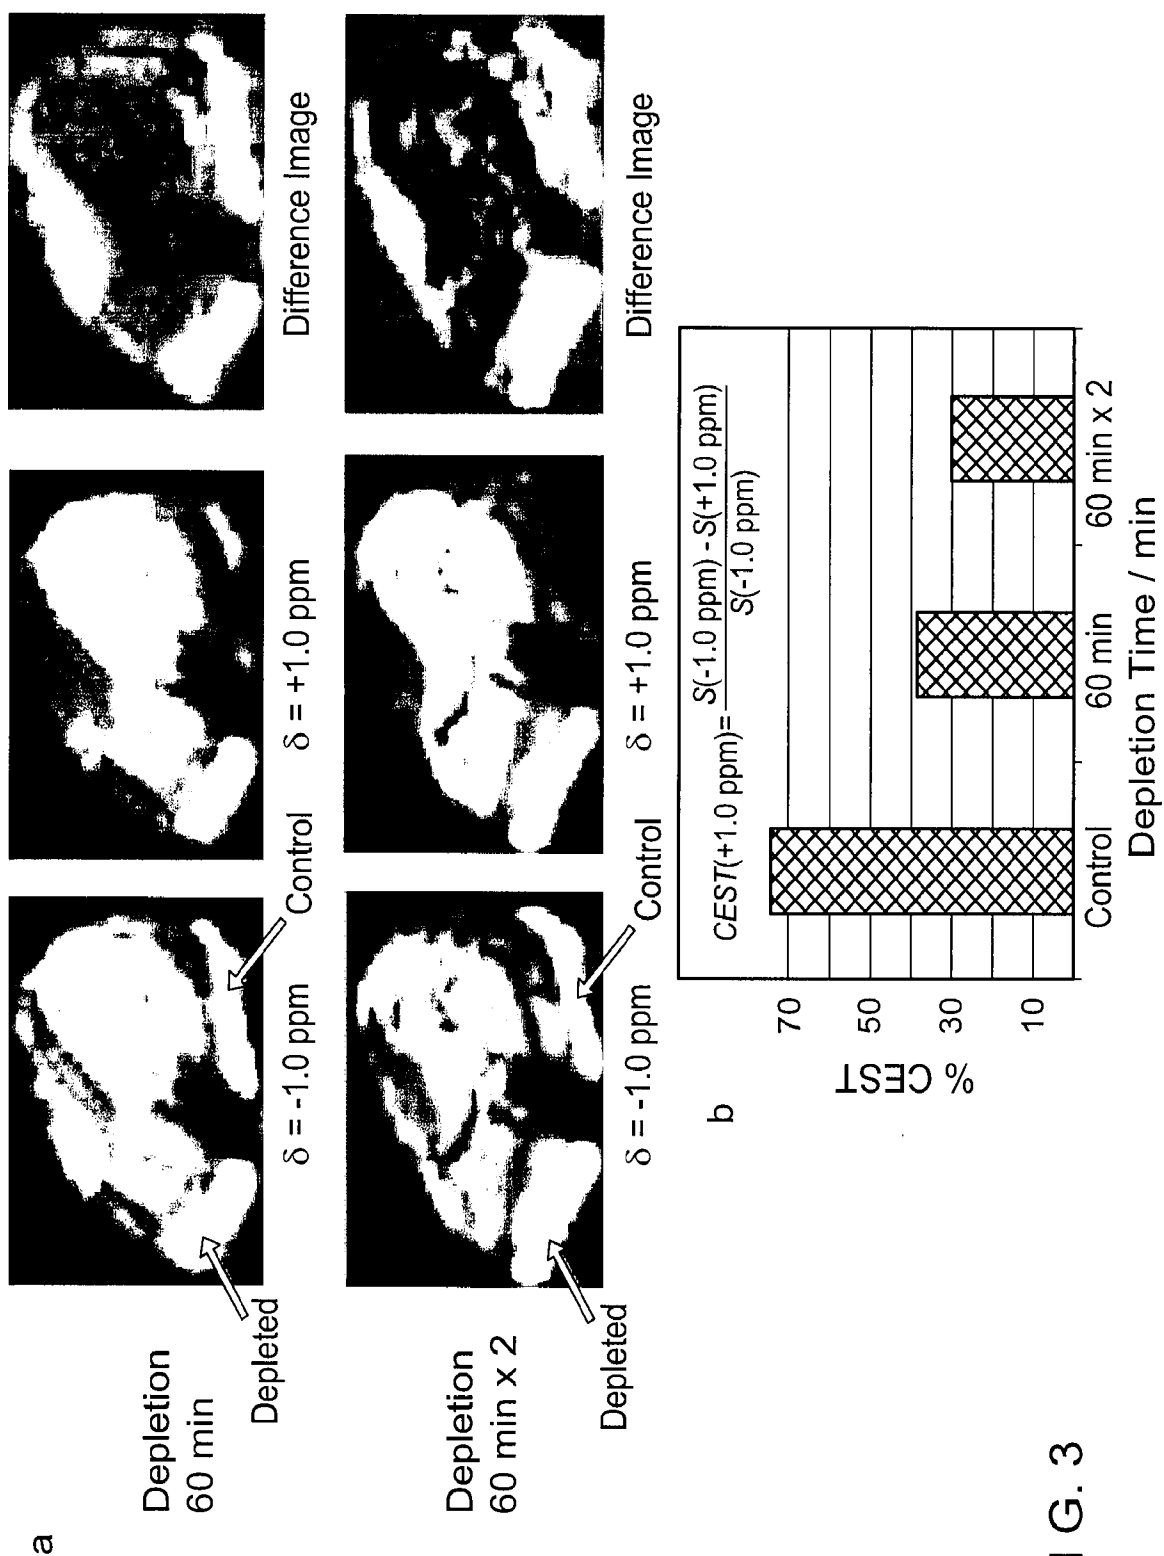 a
Depletion
60 min
Depleted
δ = -1.0 ppm
Control
δ = +1.0 ppm
Difference Image
Depletion
60 min x 2
Depleted
δ = -1.0 ppm
Control
δ = +1.0 ppm
Difference Image
b
CEST(+1.0 ppm)= S(-1.0 ppm) - S(+1.0 ppm)
S(-1.0 ppm)
% CEST
70
50
30
10
Control
60 min
60 min x 2
Depletion Time / min
G. 3